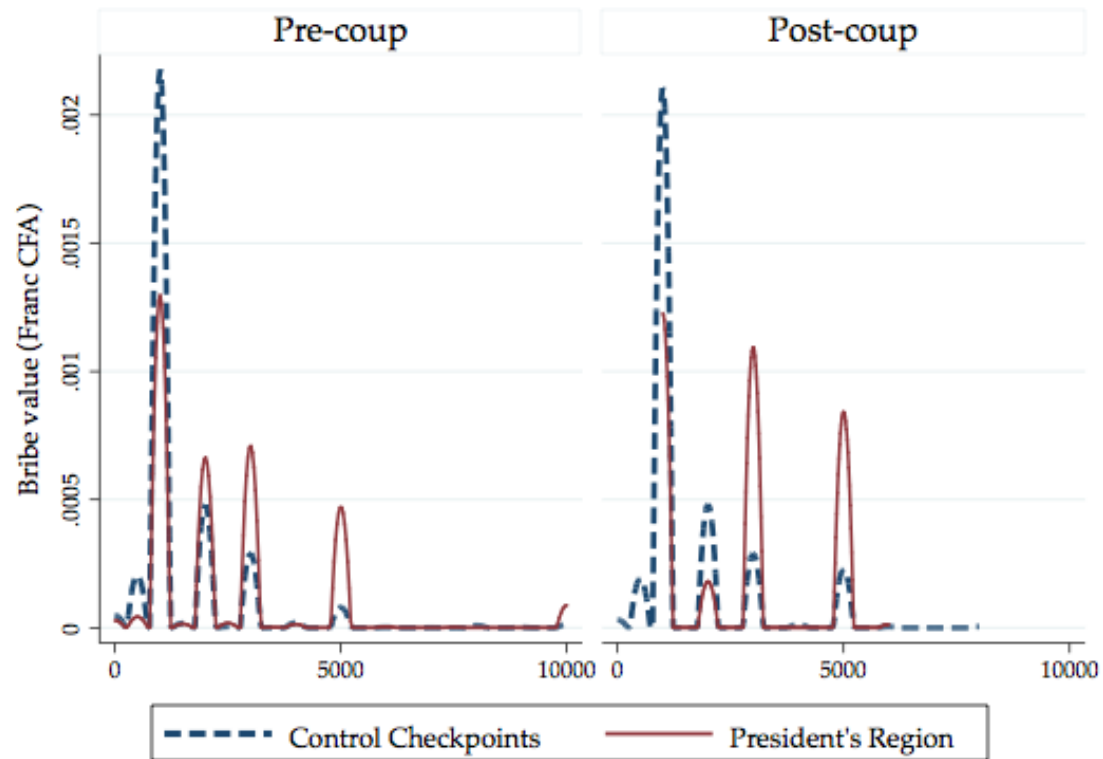 Pre-coup
Post-coup
Bribe value (Franc CFA)
.002
.0015
.001
.0005
0
0 5000 10000
0 5000 10000
Control Checkpoints
President's Region